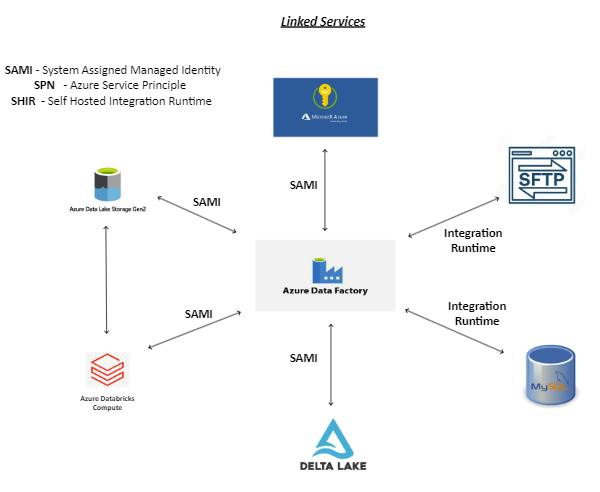 Linked Services
SAMI - System Assigned Managed Identity
SPN - Azure Service Principle
SHIR - Self Hosted Integration Runtime
Microsoft Azure
SAMI
SFTP
Azure Data Lake Storage Gen2
SAMI
Integration
Runtime
Azure Data Factory
SAMI
Integration
Runtime
SAMI
MySQL
Azure Databricks
Compute
DELTA LAKE